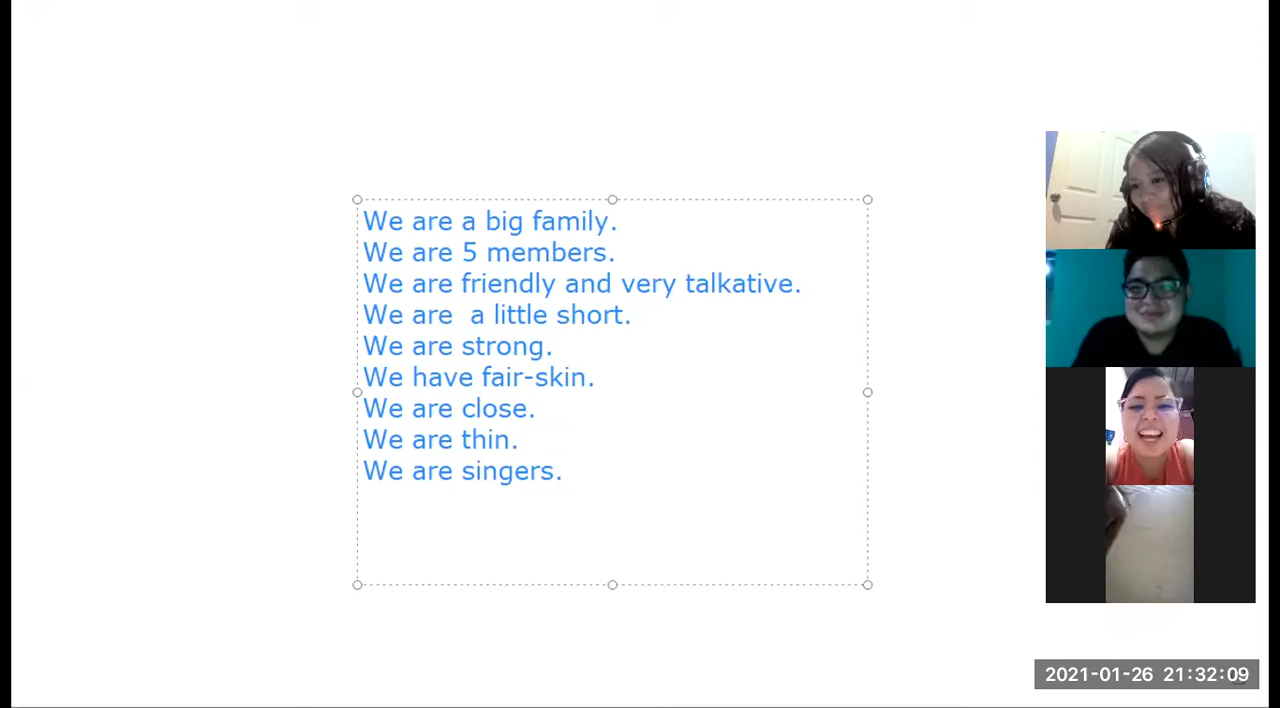 We are a big family.
We are 5 members.
We are friendly and very talkative.
We are  a little short.
We are strong.
We have fair-skin.
We are close.
We are thin.
We are singers.
2021-01-26 21:32:09